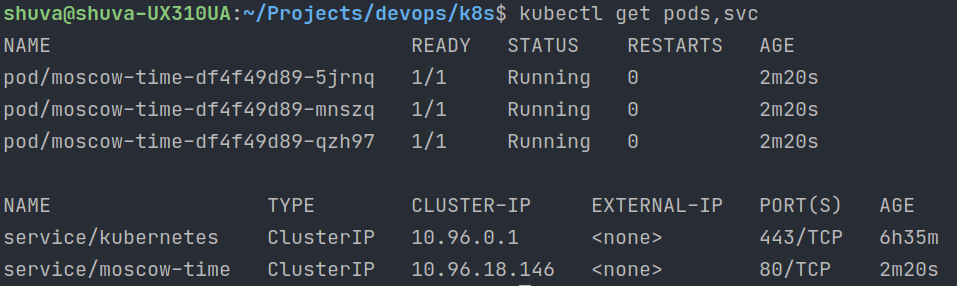 shuva@shuva-UX310UA:~/Projects/devops/k8s$ kubectl get pods,svc
NAME                              READY   STATUS    RESTARTS   AGE
pod/moscow-time-df4f49d89-5jrnq   1/1     Running   0          2m20s
pod/moscow-time-df4f49d89-mnszq   1/1     Running   0          2m20s
pod/moscow-time-df4f49d89-qzh97   1/1     Running   0          2m20s

NAME                  TYPE        CLUSTER-IP     EXTERNAL-IP   PORT(S)   AGE
service/kubernetes    ClusterIP   10.96.0.1      <none>        443/TCP   6h35m
service/moscow-time   ClusterIP   10.96.18.146   <none>        80/TCP    2m20s